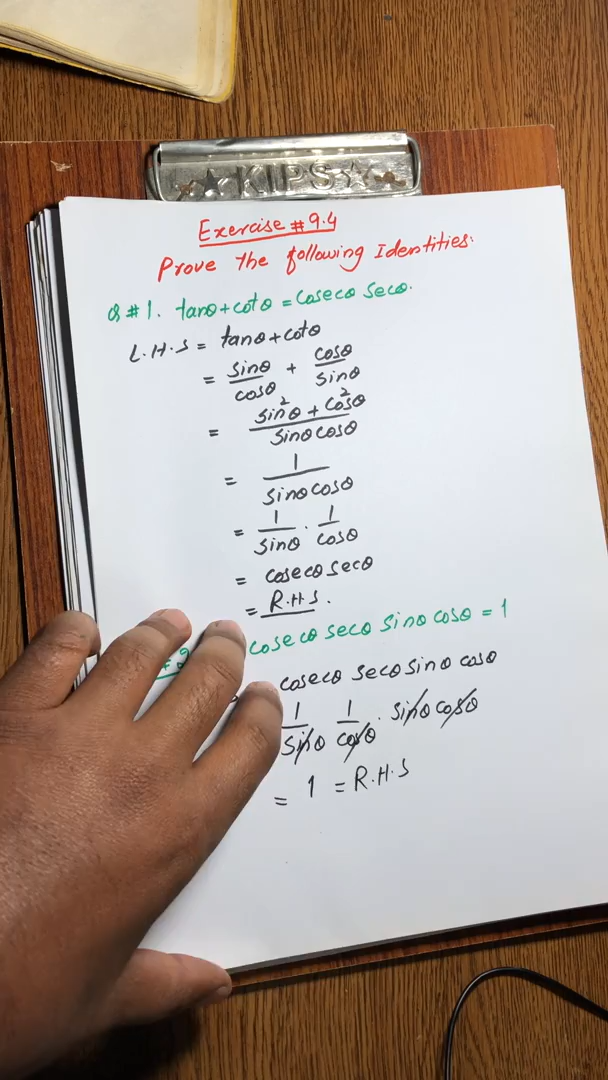 KIPS
Exercise # 9.4
Prove the following Identities:
Q # 1. tanθ+cotθ = cosecθ secθ.
L.H.S = tanθ+cotθ
= sinθ/cosθ + cosθ/sinθ
= sin²θ + cos²θ / sinθ cosθ
= 1 / sinθ cosθ
= 1/sinθ · 1/cosθ
= cosecθ secθ
= R.H.S.
cosecθ secθ sinθ cosθ = 1
cosecθ secθ sinθ cosθ
1/sinθ 1/cosθ · sinθ cosθ
= 1 = R.H.S